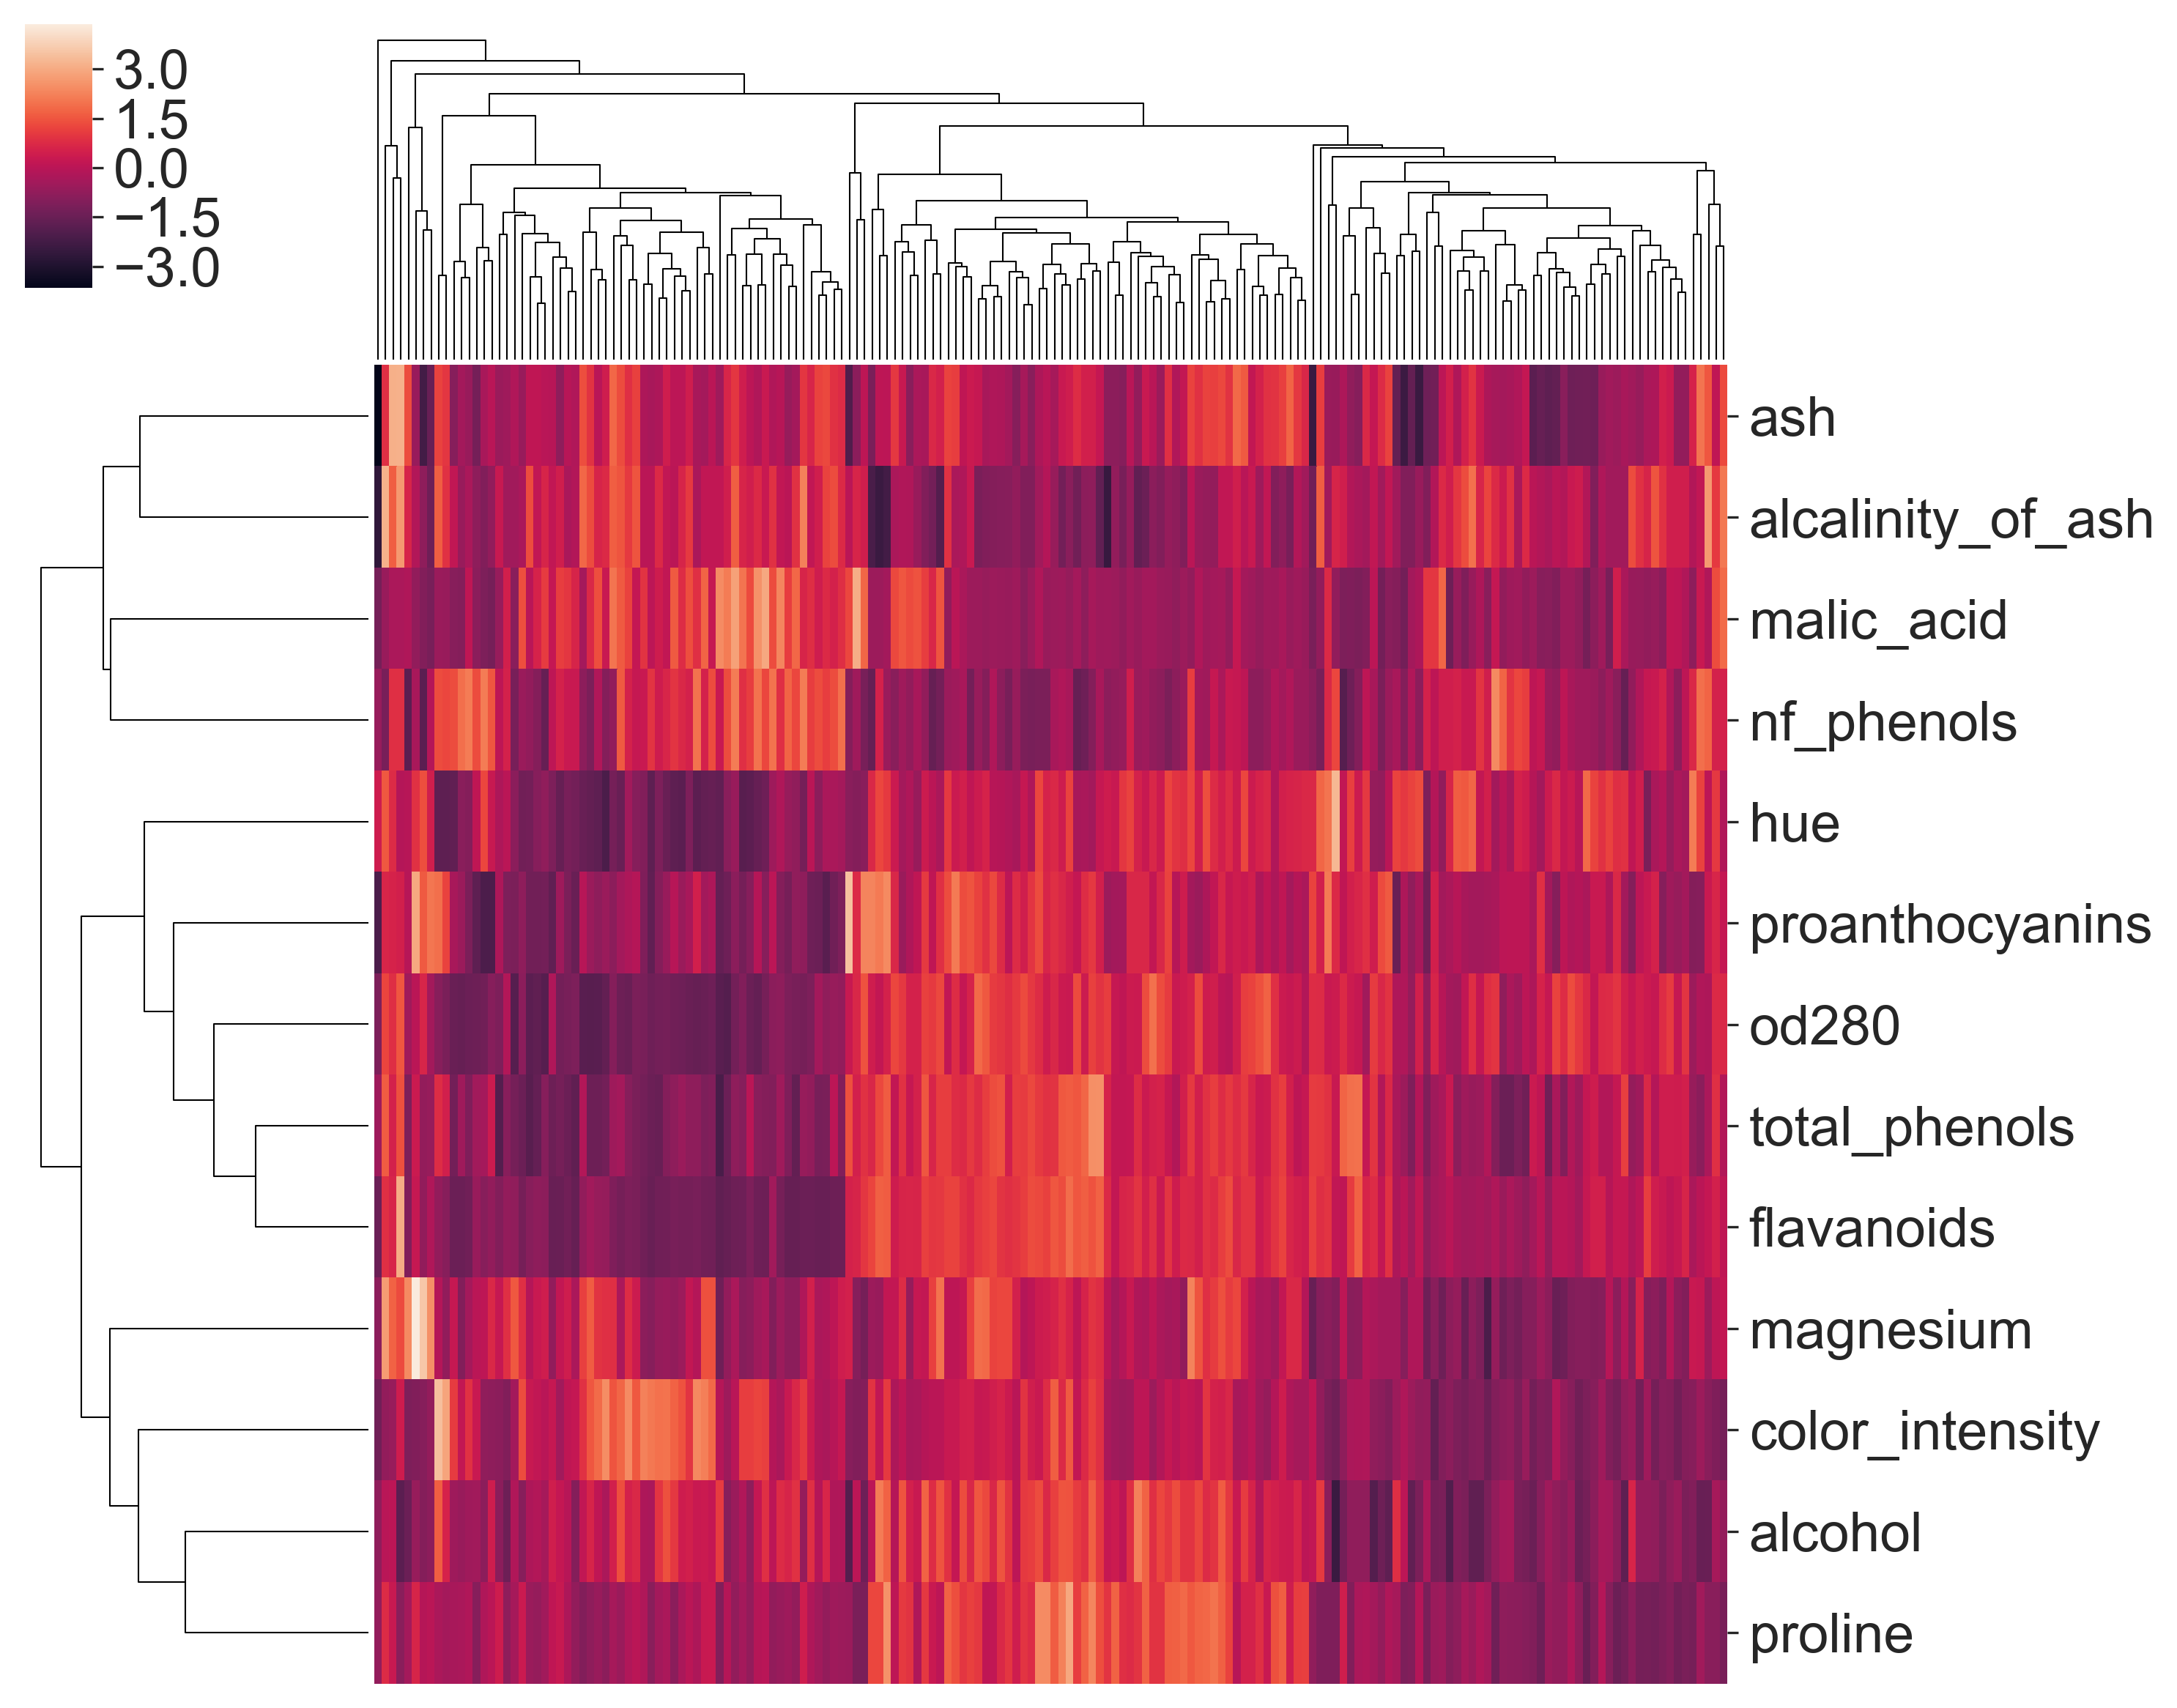 3.0
1.5
0.0
−1.5
−3.0
ash
alcalinity_of_ash
malic_acid
nf_phenols
hue
proanthocyanins
od280
total_phenols
flavanoids
magnesium
color_intensity
alcohol
proline